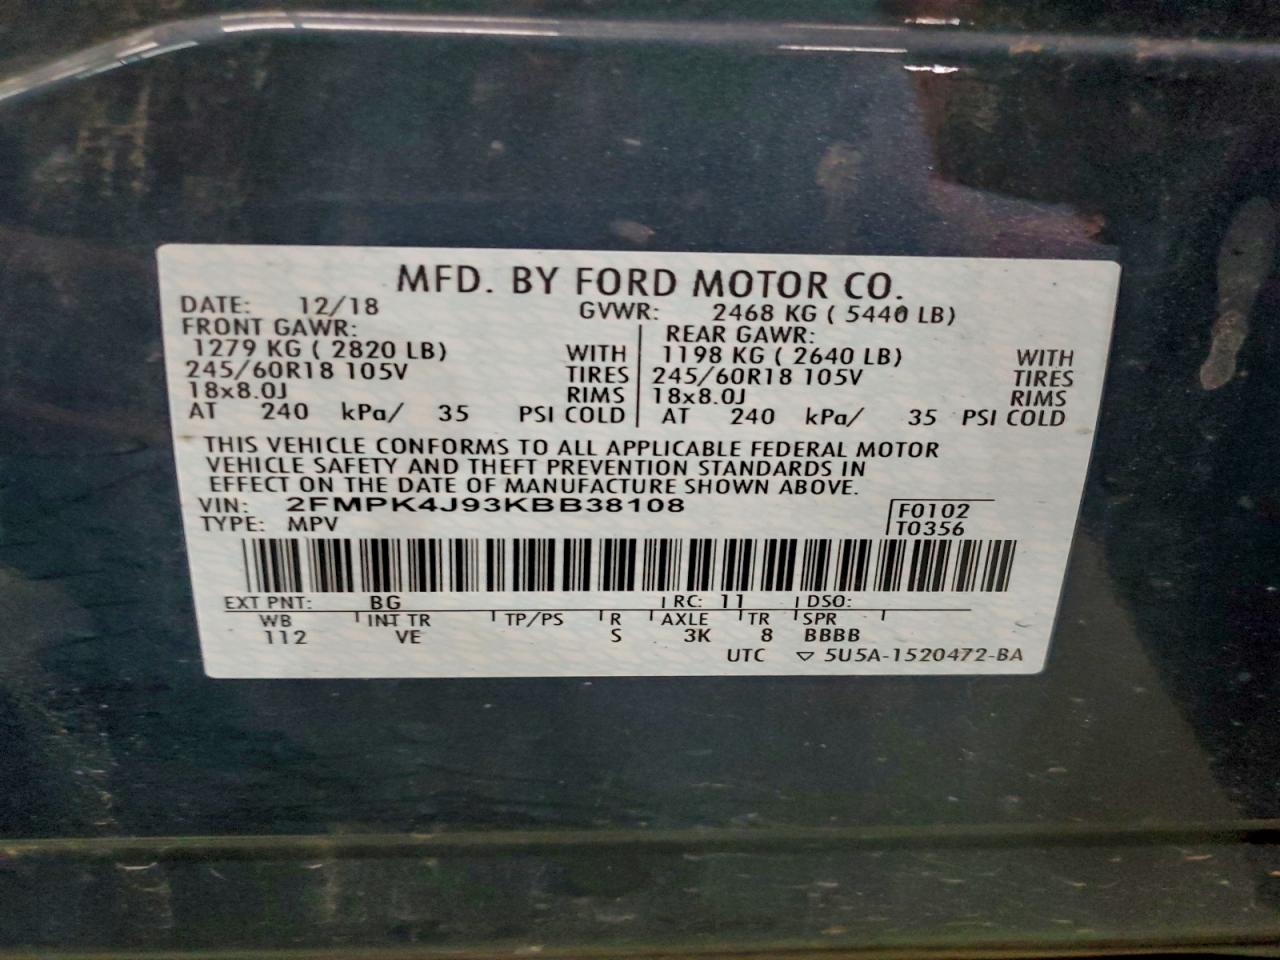 MFD. BY FORD MOTOR CO.
DATE: 12/18 GVWR: 2468 KG ( 5440 LB)
FRONT GAWR: REAR GAWR:
1279 KG ( 2820 LB) WITH 1198 KG ( 2640 LB) WITH
245/60R18 105V TIRES 245/60R18 105V TIRES
18x8.0J RIMS 18x8.0J RIMS
AT 240 kPa/ 35 PSI COLD AT 240 kPa/ 35 PSI COLD
THIS VEHICLE CONFORMS TO ALL APPLICABLE FEDERAL MOTOR
VEHICLE SAFETY AND THEFT PREVENTION STANDARDS IN
EFFECT ON THE DATE OF MANUFACTURE SHOWN ABOVE.
VIN: 2FMPK4J93KBB38108 F0102
TYPE: MPV T0356
EXT PNT: BG RC: 11 DSO:
WB INT TR TP/PS R AXLE TR SPR
112 VE S 3K 8 BBBB
UTC ▽ 5U5A-1520472-BA